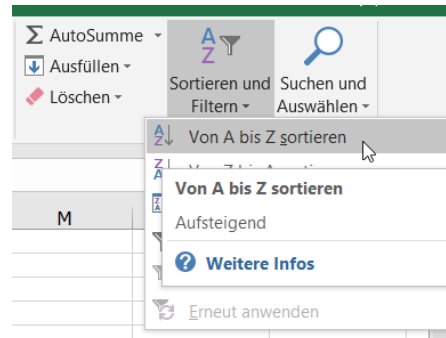 AutoSumme
Ausfüllen
Löschen
Sortieren und
Filtern
Suchen und
Auswählen
Von A bis Z sortieren
Von A bis Z sortieren
Aufsteigend
Weitere Infos
Erneut anwenden
M